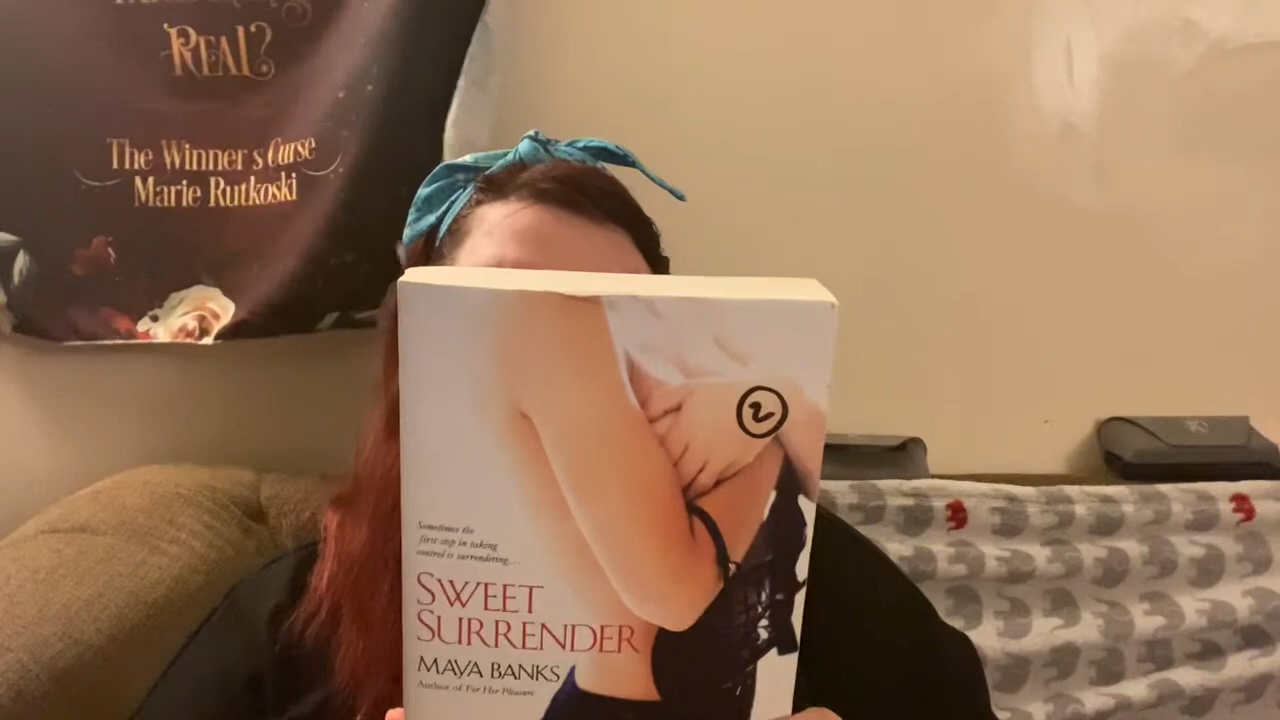 REAL?
The Winner's Curse
Marie Rutkoski
2
Sometimes the
first step in taking
control is surrendering...
SWEET
SURRENDER
MAYA BANKS
Author of For Her Pleasure